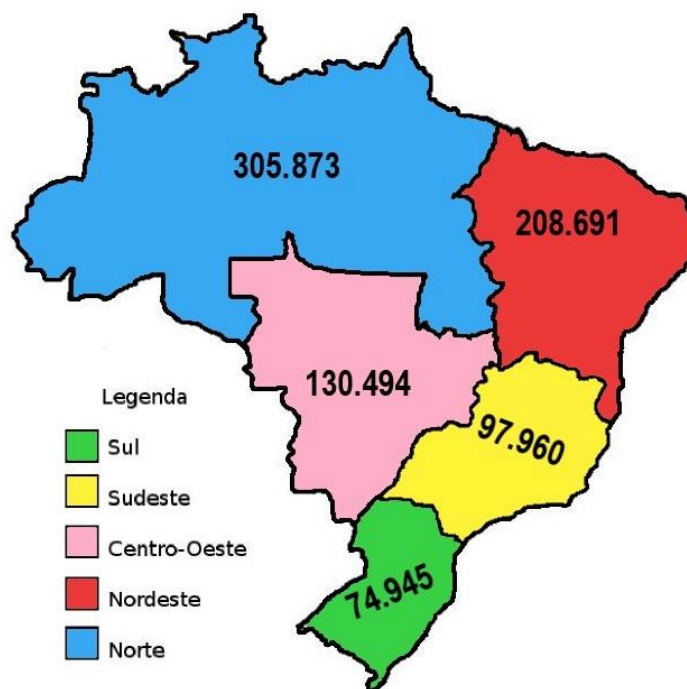 305.873
208.691
130.494
97.960
74.945
Legenda
Sul
Sudeste
Centro-Oeste
Nordeste
Norte